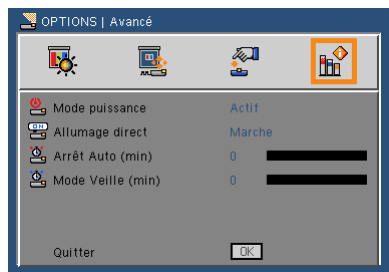 OPTIONS | Avancé
Mode puissance Actif
Allumage direct Marche
Arrêt Auto (min) 0
Mode Veille (min) 0
Quitter OK